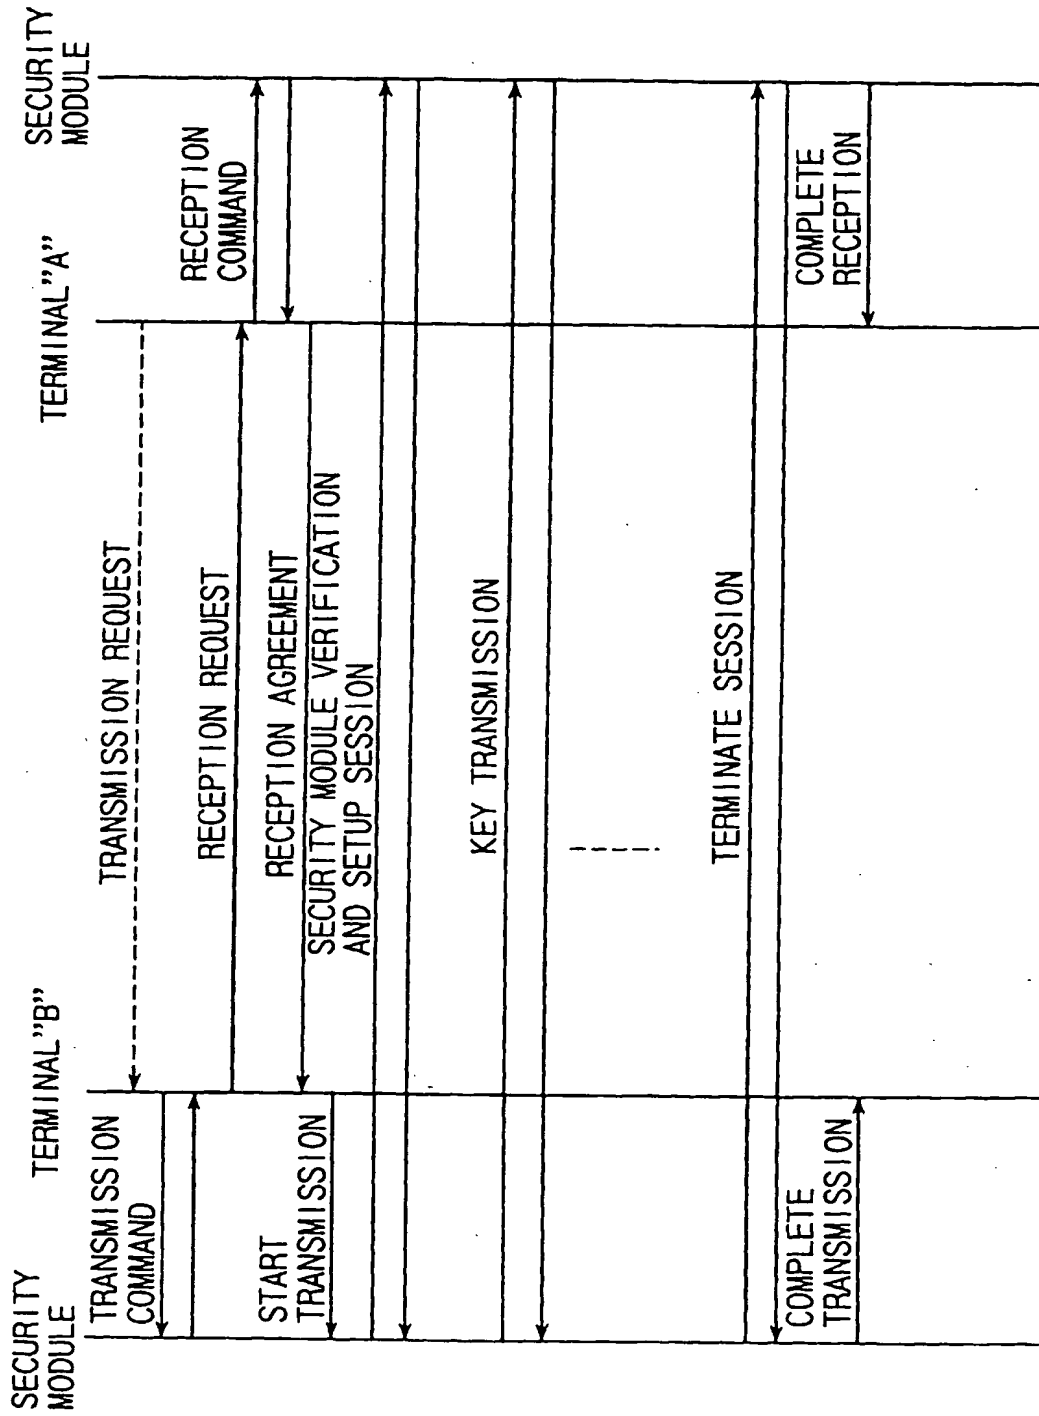 SECURITY
MODULE
TERMINAL"B"
TERMINAL"A"
SECURITY
MODULE
TRANSMISSION REQUEST
TRANSMISSION
COMMAND
RECEPTION REQUEST
RECEPTION
COMMAND
RECEPTION AGREEMENT
START
TRANSMISSION
SECURITY MODULE VERIFICATION
AND SETUP SESSION
KEY TRANSMISSION
TERMINATE SESSION
COMPLETE
TRANSMISSION
COMPLETE
RECEPTION